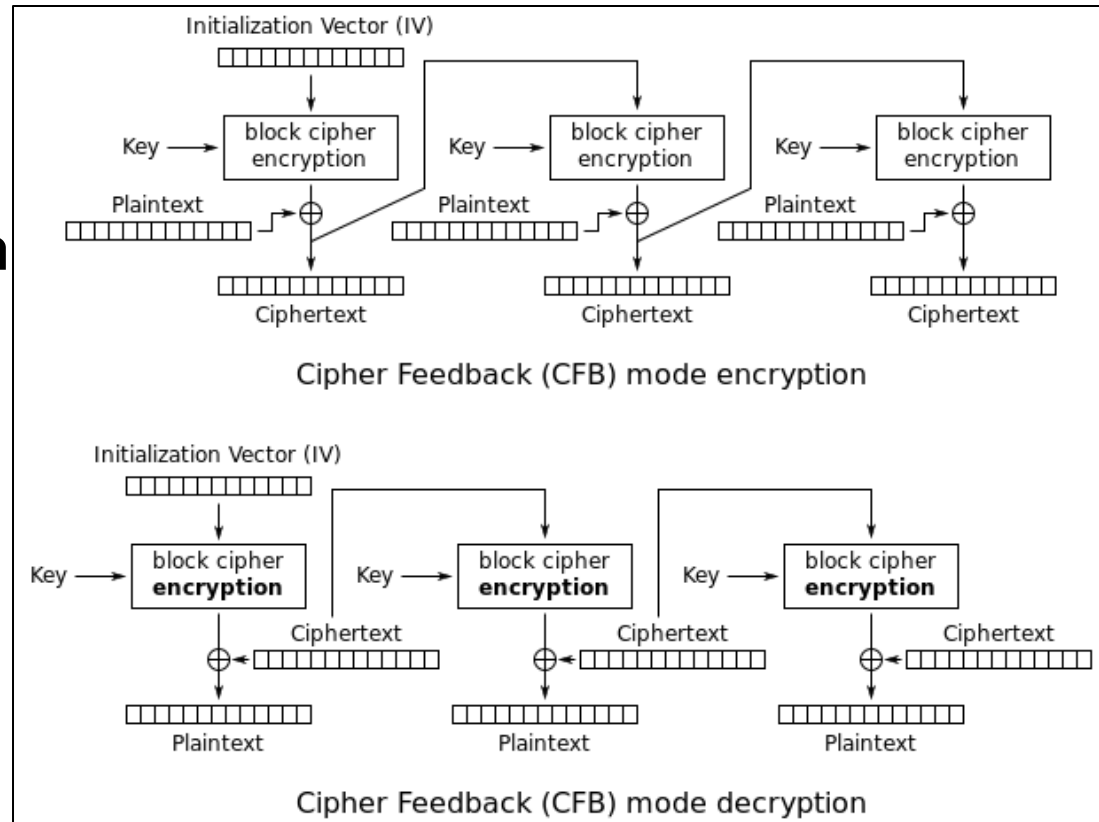 Initialization Vector (IV)
Key block cipher encryption Key block cipher encryption Key block cipher encryption
Plaintext Plaintext Plaintext
Ciphertext Ciphertext Ciphertext
Cipher Feedback (CFB) mode encryption
Initialization Vector (IV)
Key block cipher encryption Key block cipher encryption Key block cipher encryption
Ciphertext Ciphertext Ciphertext
Plaintext Plaintext Plaintext
Cipher Feedback (CFB) mode decryption